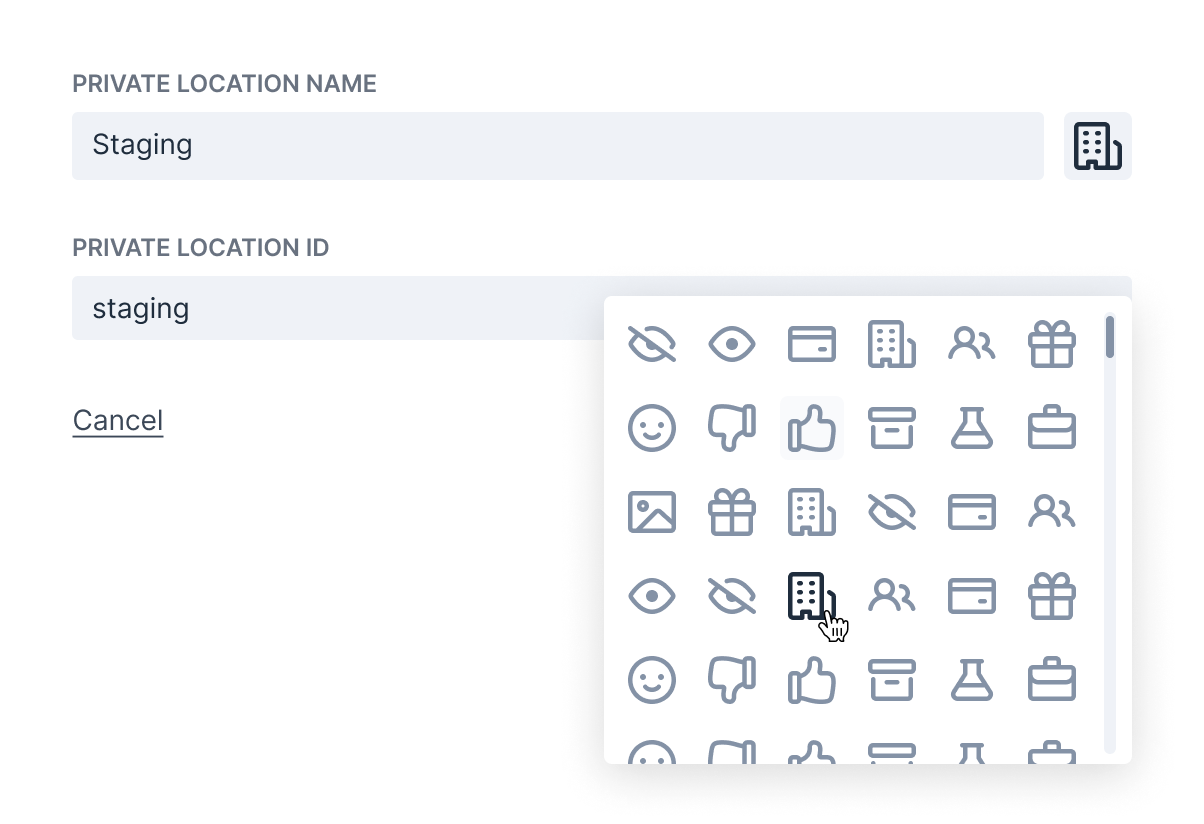 PRIVATE LOCATION NAME
Staging
PRIVATE LOCATION ID
staging
Cancel